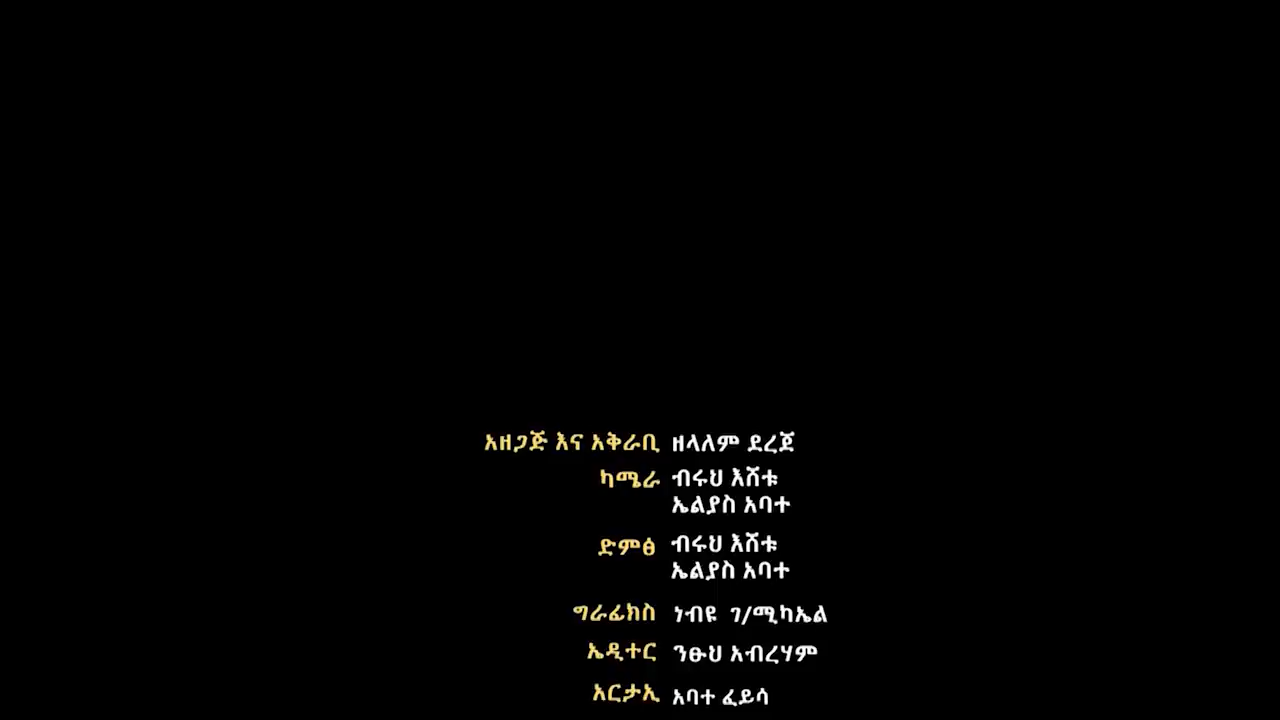 አዘጋጅ እና አቅራቢ ዘላለም ደረጀ
ካሜራ ብሩህ እሸቱ
ኤልያስ አባተ
ድምፅ ብሩህ እሸቱ
ኤልያስ አባተ
ግራፊክስ ነብዩ ገ/ሚካኤል
ኤዲተር ንፁህ አብረሃም
አርታኢ አባተ ፈይሳ